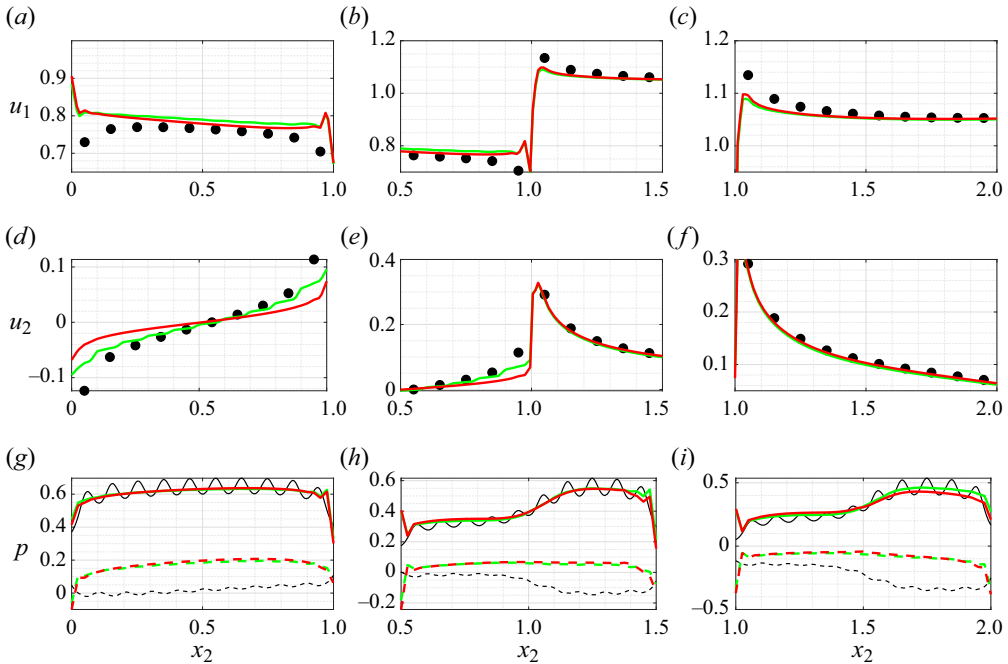 (a) (b) (c)
u1 0.9 0.8 0.7 0 0.5 1.0
1.2 1.0 0.8 0.5 1.0 1.5
1.2 1.1 1.0 1.0 1.5 2.0
(d) (e) (f)
u2 0.1 0 −0.1 0 0.5 1.0
0.4 0.2 0 0.5 1.0 1.5
0.3 0.2 0.1 1.0 1.5 2.0
(g) (h) (i)
p 0.6 0.4 0.2 0 0 0.5 1.0
0.4 0.2 0 −0.2 0.5 1.0 1.5
0.5 0 −0.5 1.0 1.5 2.0
x2 x2 x2